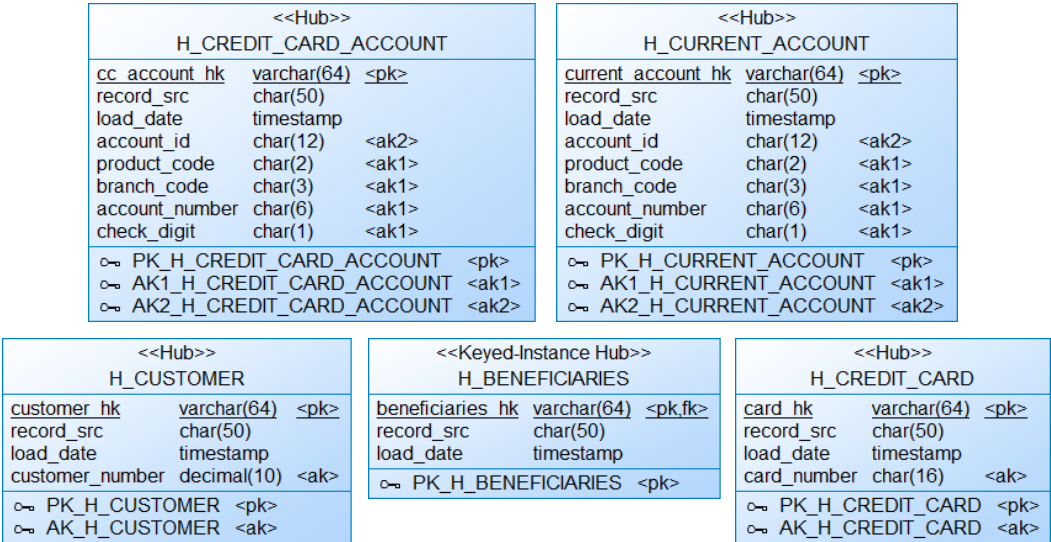 <<Hub>>
H_CREDIT_CARD_ACCOUNT
cc_account_hk varchar(64) <pk>
record_src char(50)
load_date timestamp
account_id char(12) <ak2>
product_code char(2) <ak1>
branch_code char(3) <ak1>
account_number char(6) <ak1>
check_digit char(1) <ak1>
PK_H_CREDIT_CARD_ACCOUNT <pk>
AK1_H_CREDIT_CARD_ACCOUNT <ak1>
AK2_H_CREDIT_CARD_ACCOUNT <ak2>
<<Hub>>
H_CURRENT_ACCOUNT
current_account_hk varchar(64) <pk>
record_src char(50)
load_date timestamp
account_id char(12) <ak2>
product_code char(2) <ak1>
branch_code char(3) <ak1>
account_number char(6) <ak1>
check_digit char(1) <ak1>
PK_H_CURRENT_ACCOUNT <pk>
AK1_H_CURRENT_ACCOUNT <ak1>
AK2_H_CURRENT_ACCOUNT <ak2>
<<Hub>>
H_CUSTOMER
customer_hk varchar(64) <pk>
record_src char(50)
load_date timestamp
customer_number decimal(10) <ak>
PK_H_CUSTOMER <pk>
AK_H_CUSTOMER <ak>
<<Keyed-Instance Hub>>
H_BENEFICIARIES
beneficiaries_hk varchar(64) <pk,fk>
record_src char(50)
load_date timestamp
PK_H_BENEFICIARIES <pk>
<<Hub>>
H_CREDIT_CARD
card_hk varchar(64) <pk>
record_src char(50)
load_date timestamp
card_number char(16) <ak>
PK_H_CREDIT_CARD <pk>
AK_H_CREDIT_CARD <ak>